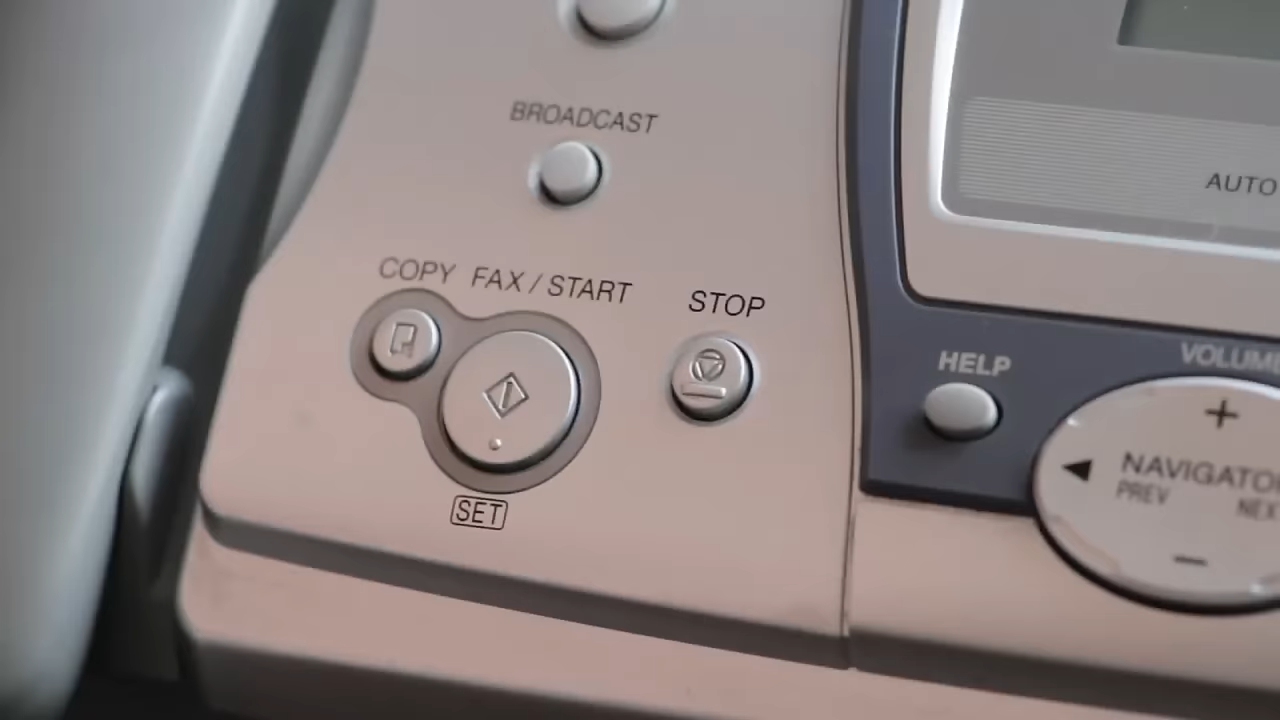 BROADCAST
AUTO
COPY FAX / START
STOP
SET
HELP
VOLUME
+
NAVIGATOR
PREV
−